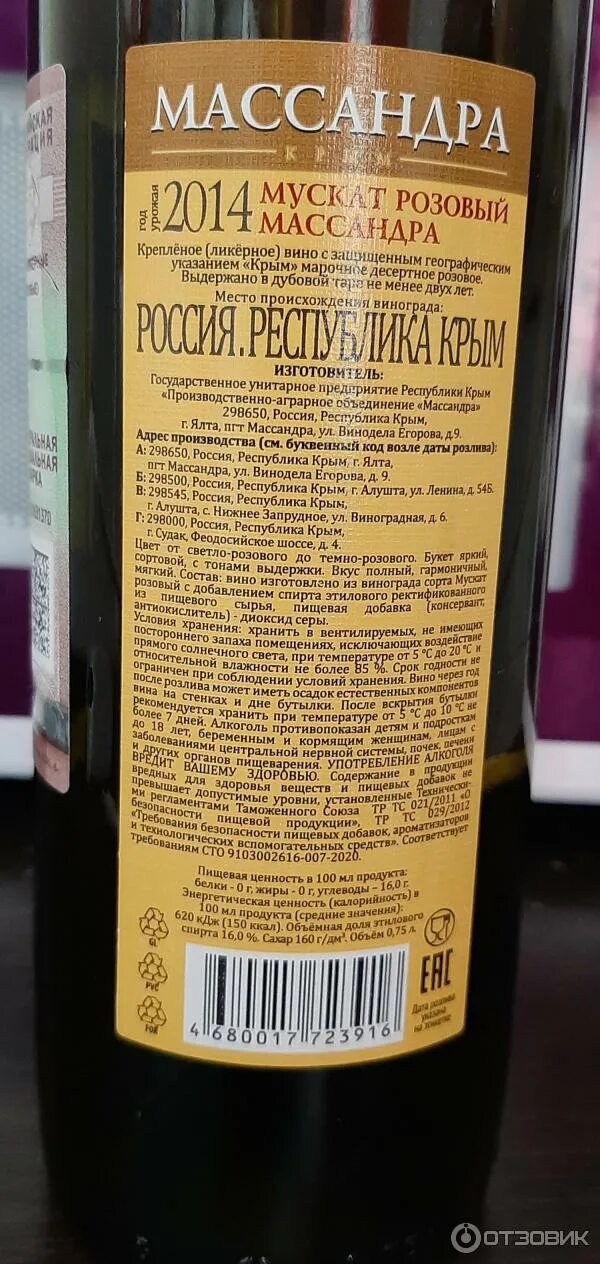 МАССАНДРА
КРЫМ
год урожая 2014 МУСКАТ РОЗОВЫЙ
МАССАНДРА
Креплёное (ликёрное) вино с защищенным географическим
указанием «Крым» марочное десертное розовое.
Выдержано в дубовой таре не менее двух лет.
Место происхождения винограда:
РОССИЯ.РЕСПУБЛИКА КРЫМ
ИЗГОТОВИТЕЛЬ:
Государственное унитарное предприятие Республики Крым
«Производственно-аграрное объединение «Массандра»
298650, Россия, Республика Крым,
г. Ялта, пгт Массандра, ул. Винодела Егорова, д.9.
Адрес производства (см. буквенный код возле даты розлива):
А: 298650, Россия, Республика Крым, г. Ялта,
пгт Массандра, ул. Винодела Егорова, д. 9.
Б: 298500, Россия, Республика Крым, г. Алушта, ул. Ленина, д. 54Б.
В: 298545, Россия, Республика Крым,
г. Алушта, с. Нижнее Запрудное, ул. Виноградная, д. 6.
Г: 298000, Россия, Республика Крым,
г. Судак, Феодосийское шоссе, д. 4.
Цвет от светло-розового до темно-розового. Букет яркий,
сортовой, с тонами выдержки. Вкус полный, гармоничный,
мягкий. Состав: вино изготовлено из винограда сорта Мускат
розовый с добавлением спирта этилового ректификованного
из пищевого сырья, пищевая добавка (консервант,
антиокислитель) - диоксид серы.
Условия хранения: хранить в вентилируемых, не имеющих
постороннего запаха помещениях, исключающих воздействие
прямого солнечного света, при температуре от 5 °С до 20 °С и
относительной влажности не более 85 %. Срок годности не
ограничен при соблюдении условий хранения. Вино через год
после розлива может иметь осадок естественных компонентов
вина на стенках и дне бутылки. После вскрытия бутылки
рекомендуется хранить при температуре от 5 °С до 10 °С не
более 7 дней. Алкоголь противопоказан детям и подросткам
до 18 лет, беременным и кормящим женщинам, лицам с
заболеваниями центральной нервной системы, почек, печени
и других органов пищеварения. УПОТРЕБЛЕНИЕ АЛКОГОЛЯ
ВРЕДИТ ВАШЕМУ ЗДОРОВЬЮ. Содержание в продукции
вредных для здоровья веществ и пищевых добавок не
превышает допустимые уровни, установленные Технически-
ми регламентами Таможенного Союза ТР ТС 021/2011 «О
безопасности пищевой продукции», ТР ТС 029/2012
«Требования безопасности пищевых добавок, ароматизаторов
и технологических вспомогательных средств». Соответствует
требованиям СТО 9103002616-007-2020.
Пищевая ценность в 100 мл продукта:
белки - 0 г, жиры - 0 г, углеводы – 16,0 г.
Энергетическая ценность (калорийность) в
100 мл продукта (средние значения):
620 кДж (150 ккал). Объёмная доля этилового
спирта 16,0 %. Сахар 160 г/дм³. Объём 0,75 л.
GL
PVC
FOR
EAC
Дата розлива
указана
на этикетке
4 680017 723916
ОТЗОВИК